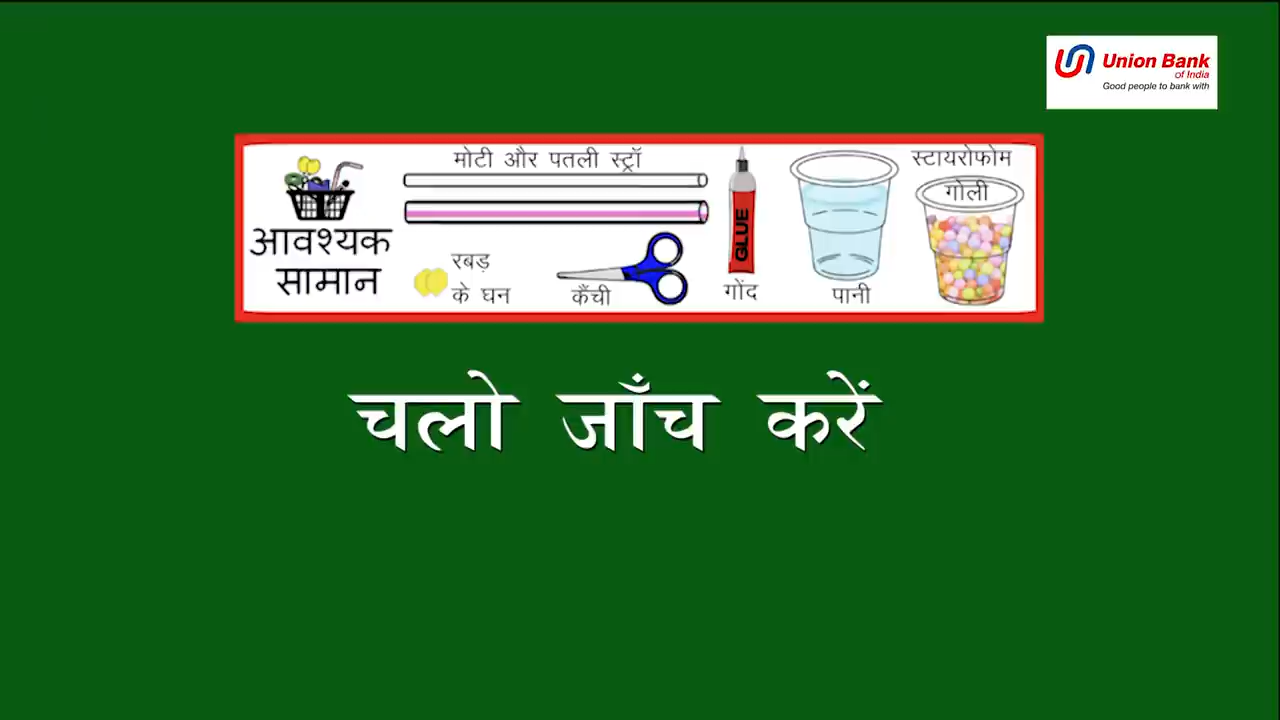 Union Bank
of India
Good people to bank with
आवश्यक
सामान
मोटी और पतली स्ट्रॉ
रबड़
के घन
कैंची
GLUE
गोंद
पानी
स्टायरोफोम
गोली
चलो जाँच करें